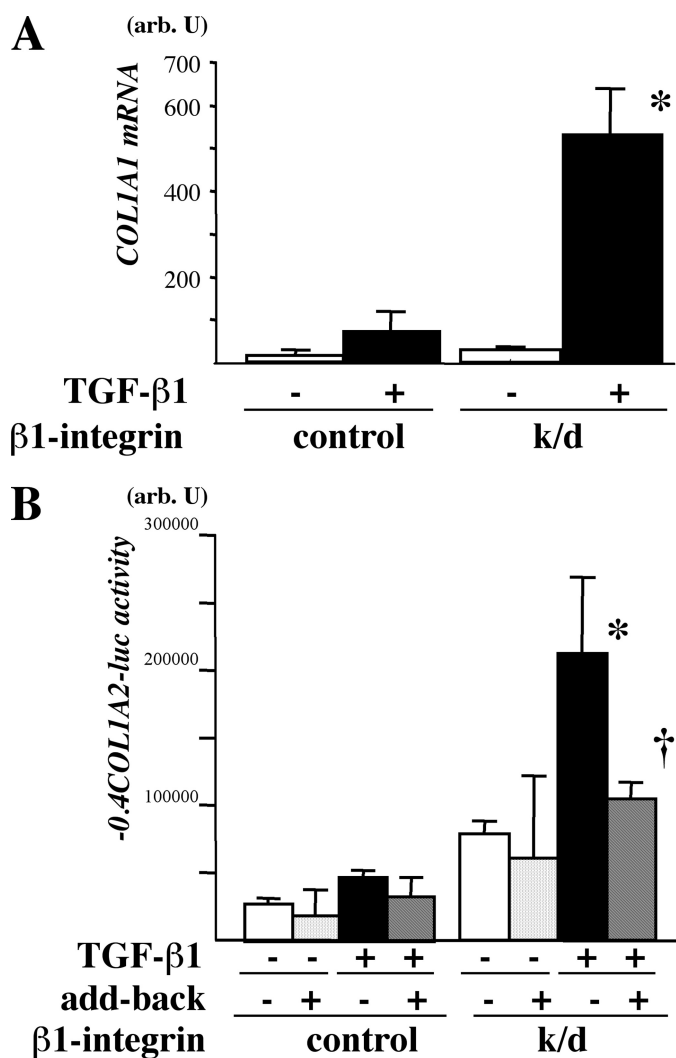 A (arb. U)
COL1A1 mRNA
700
600
400
200
*
TGF-β1 - + - +
β1-integrin control k/d
B (arb. U)
-0.4COL1A2-luc activity
300000
200000
100000
*
†
TGF-β1 - - + + - - + +
add-back - + - + - + - +
β1-integrin control k/d